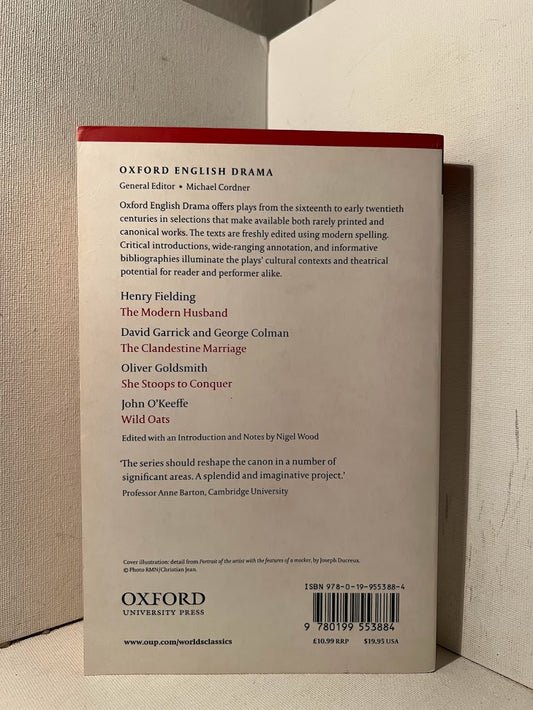 OXFORD ENGLISH DRAMA
General Editor • Michael Cordner
Oxford English Drama offers plays from the sixteenth to early twentieth
centuries in selections that make available both rarely printed and
canonical works. The texts are freshly edited using modern spelling.
Critical introductions, wide-ranging annotation, and informative
bibliographies illuminate the plays' cultural contexts and theatrical
potential for reader and performer alike.
Henry Fielding
The Modern Husband
David Garrick and George Colman
The Clandestine Marriage
Oliver Goldsmith
She Stoops to Conquer
John O'Keeffe
Wild Oats
Edited with an Introduction and Notes by Nigel Wood
'The series should reshape the canon in a number of
significant areas. A splendid and imaginative project.'
Professor Anne Barton, Cambridge University
Cover illustration: detail from Portrait of the artist with the features of a mocker, by Joseph Ducreux.
© Photo RMN/Christian Jean.
OXFORD
UNIVERSITY PRESS
www.oup.com/worldsclassics
ISBN 978-0-19-955388-4
9 780199 553884
£10.99 RRP $19.95 USA